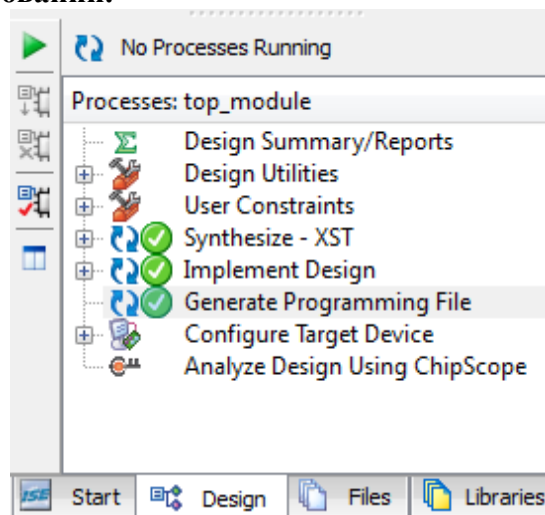 No Processes Running
Processes: top_module
Design Summary/Reports
Design Utilities
User Constraints
Synthesize - XST
Implement Design
Generate Programming File
Configure Target Device
Analyze Design Using ChipScope
ISE Start Design Files Libraries